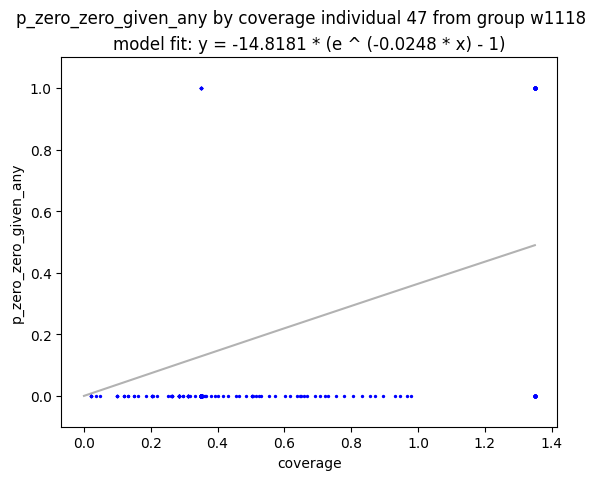 p_zero_zero_given_any by coverage individual 47 from group w1118
model fit: y = -14.8181 * (e ^ (-0.0248 * x) - 1)
p_zero_zero_given_any
1.0
0.8
0.6
0.4
0.2
0.0
0.0 0.2 0.4 0.6 0.8 1.0 1.2 1.4
coverage